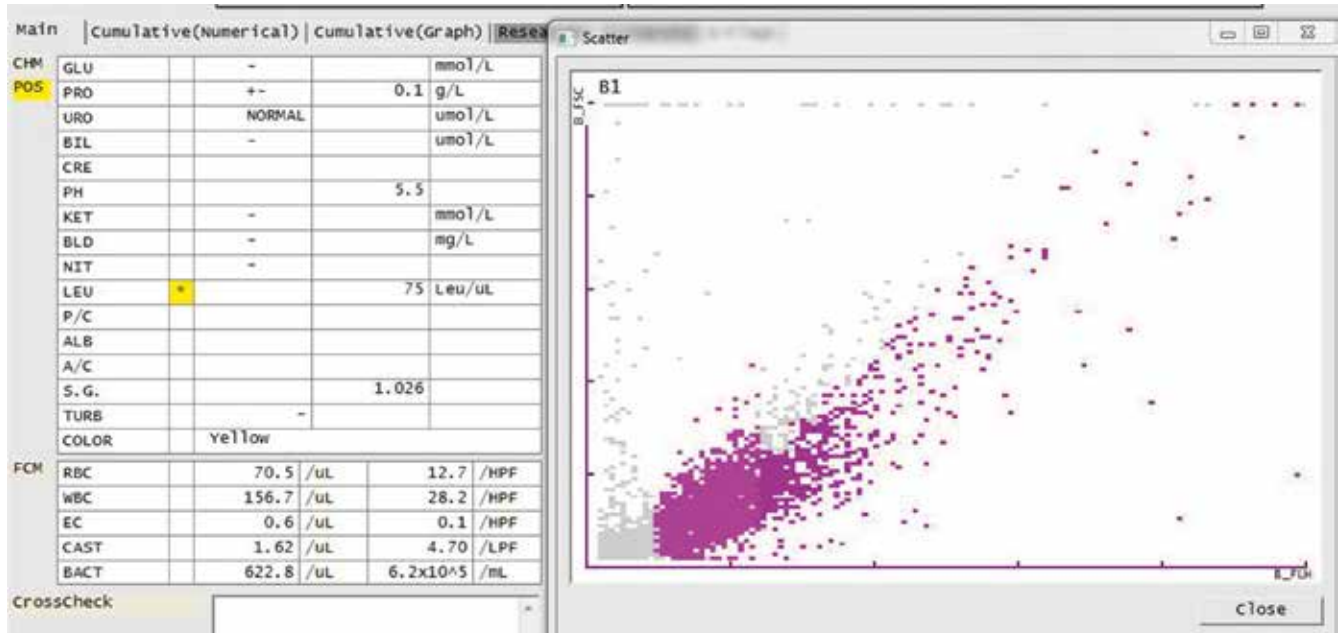 Main Cumulative(Numerical) Cumulative(Graph) Resea
CHM GLU - mmol/L
POS PRO +- 0.1 g/L
URO NORMAL umol/L
BIL - umol/L
CRE
PH 5.5
KET - mmol/L
BLD - mg/L
NIT -
LEU * 75 Leu/uL
P/C
ALB
A/C
S.G. 1.026
TURB -
COLOR Yellow
FCM RBC 70.5 /uL 12.7 /HPF
WBC 156.7 /uL 28.2 /HPF
EC 0.6 /uL 0.1 /HPF
CAST 1.62 /uL 4.70 /LPF
BACT 622.8 /uL 6.2x10^5 /mL
CrossCheck
Scatter
B1
B_FSC
B_FLH
Close